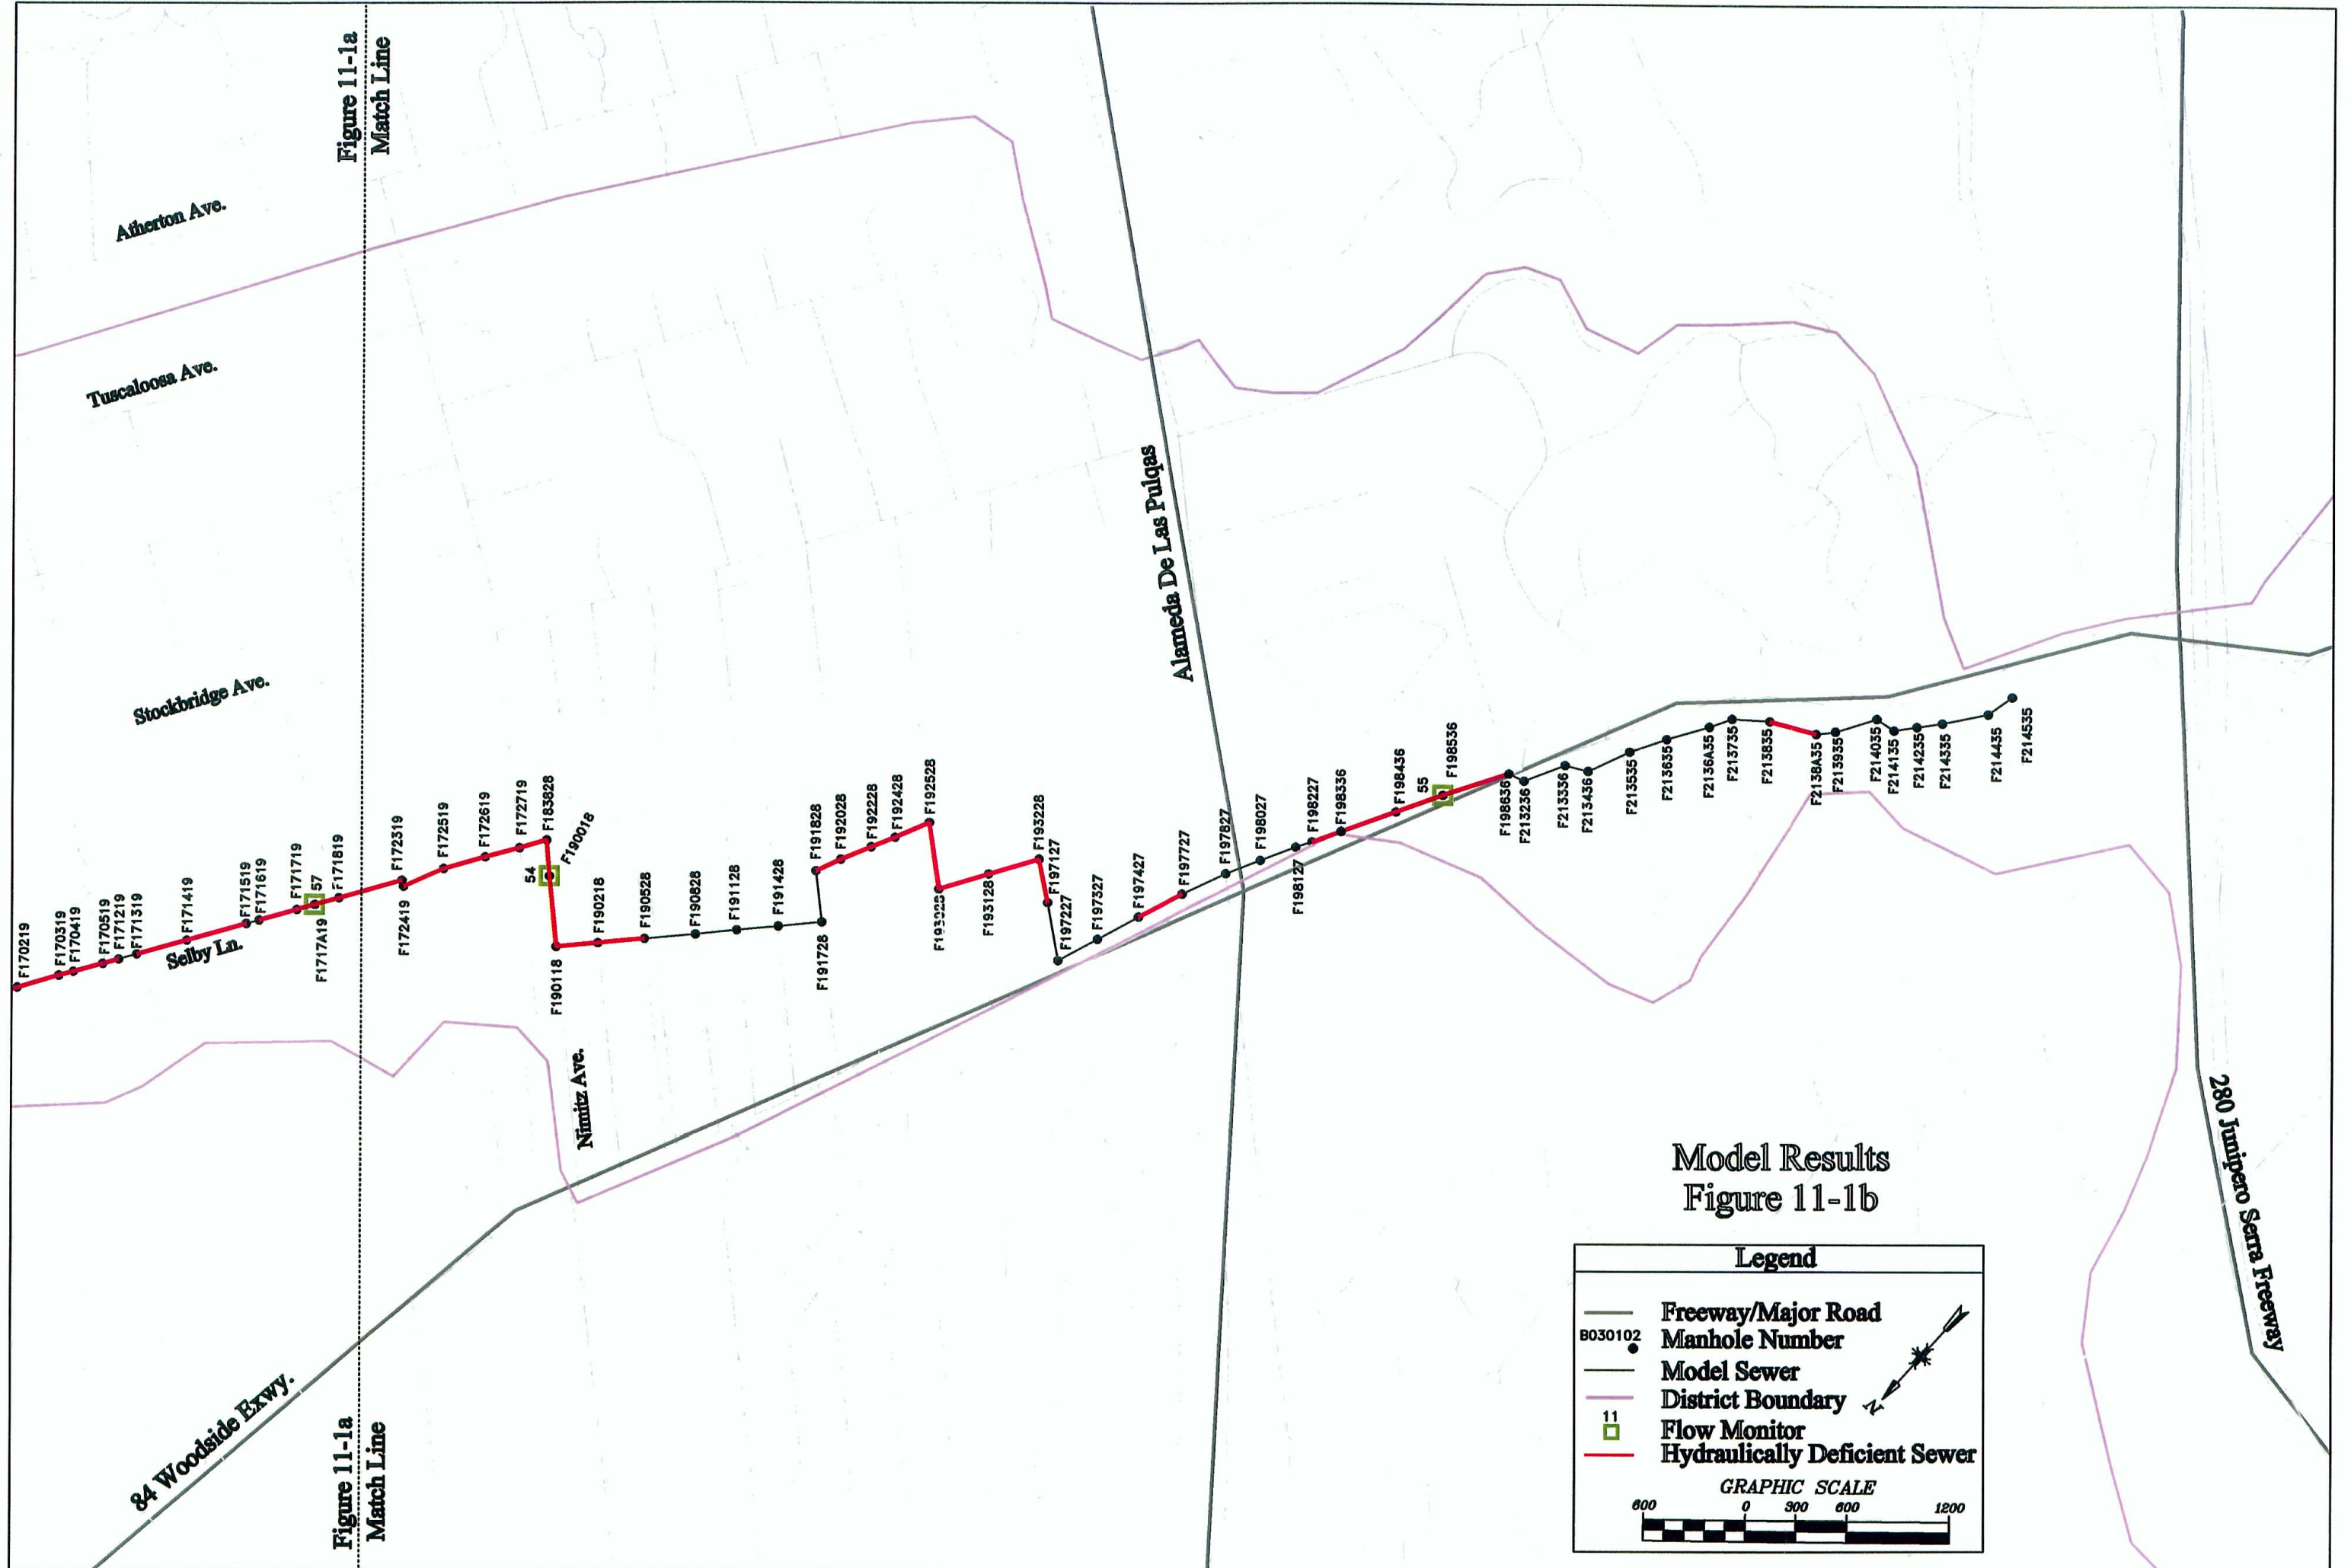 Figure 11-1a
Match Line
Atherton Ave.
Tuscaloosa Ave.
Stockbridge Ave.
Selby Ln.
Nimitz Ave.
Alameda De Las Pulqas
84 Woodside Exwy.
280 Junipero Serra Freeway
Figure 11-1a
Match Line
F170219
F170319
F170419
F170519
F171219
F171319
F171419
F171519
F171619
F171719
57
F1717A19
F171819
F172319
F172419
F172519
F172619
F172719
F183828
54
F190018
F190118
F190218
F190528
F190828
F191128
F191428
F191728
F191828
F192028
F192228
F192428
F192528
F193128
F193228
F197127
F197227
F197327
F197427
F197727
F197827
F198027
F198127
F198227
F198336
F198436
55
F198536
F198636
F213236
F213336
F213436
F213535
F213635
F2136A35
F213735
F213835
F2138A35
F213935
F214035
F214135
F214235
F214335
F214435
F214535
Model Results
Figure 11-1b
Legend
Freeway/Major Road
B030102 Manhole Number
Model Sewer
District Boundary
11
Flow Monitor
Hydraulically Deficient Sewer
N
GRAPHIC SCALE
600 0 300 600 1200